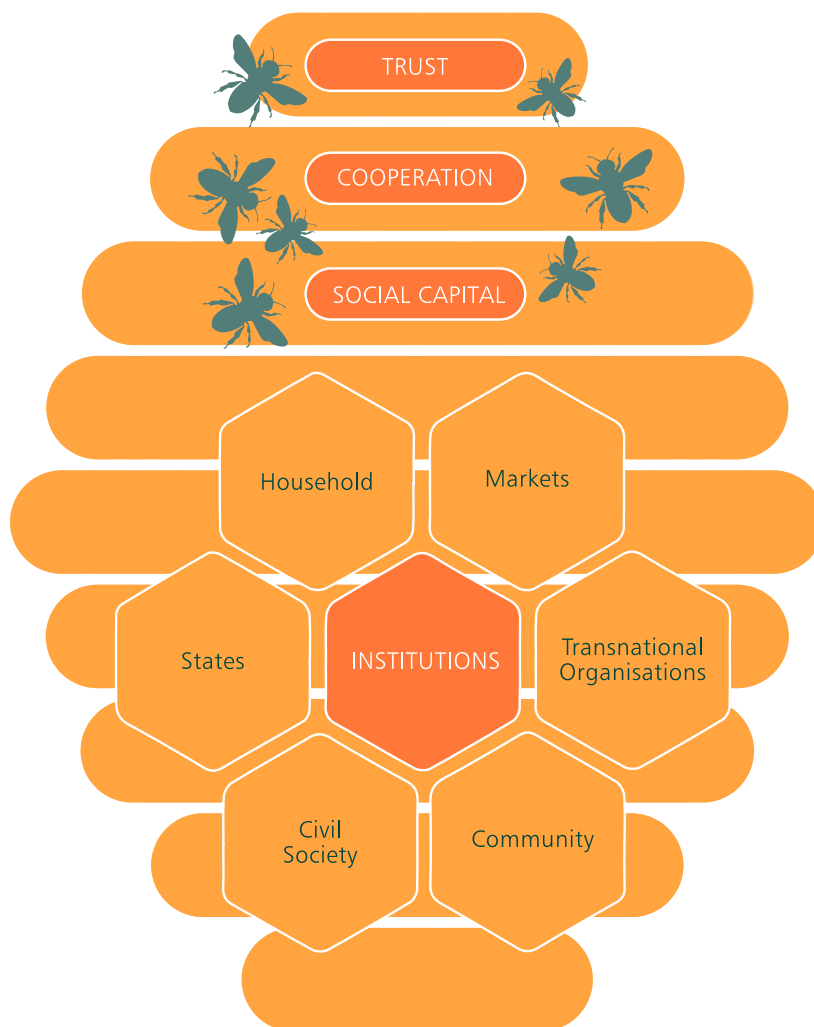 TRUST
COOPERATION
SOCIAL CAPITAL
Household
Markets
States
INSTITUTIONS
Transnational
Organisations
Civil
Society
Community